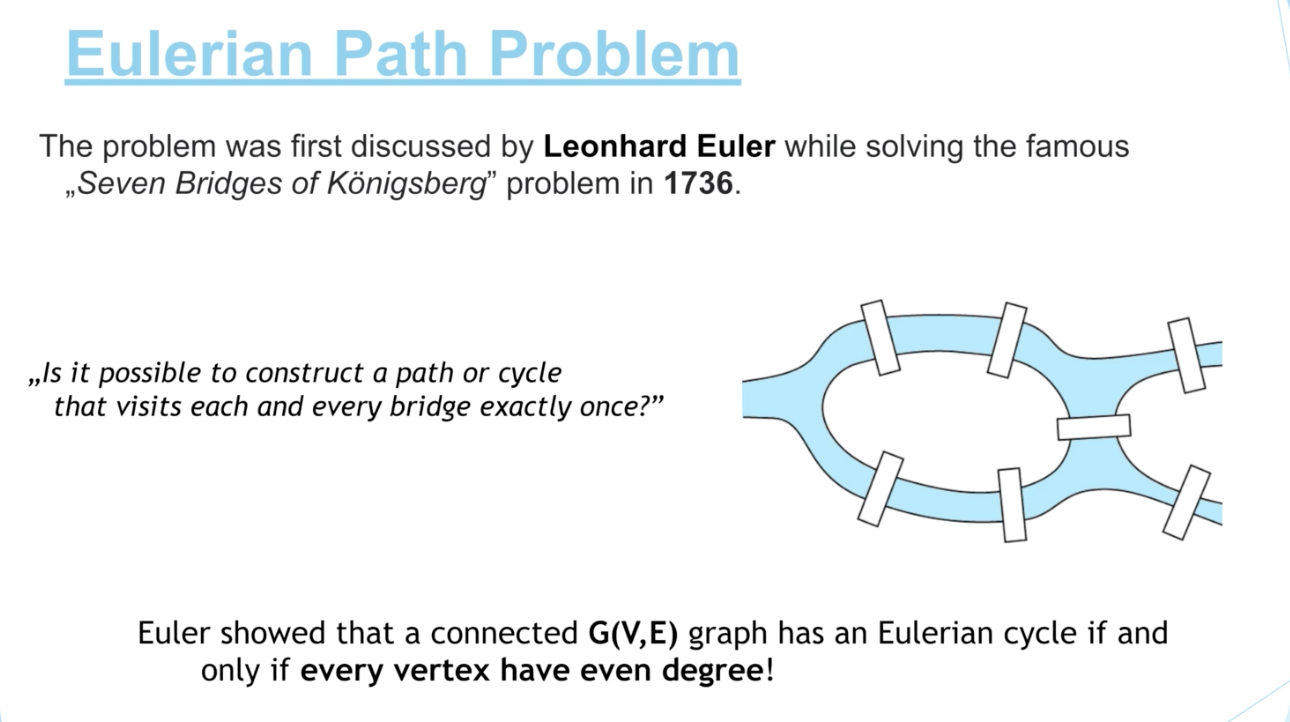 Eulerian Path Problem
The problem was first discussed by Leonhard Euler while solving the famous
„Seven Bridges of Königsberg” problem in 1736.
„Is it possible to construct a path or cycle
that visits each and every bridge exactly once?”
Euler showed that a connected G(V,E) graph has an Eulerian cycle if and
only if every vertex have even degree!